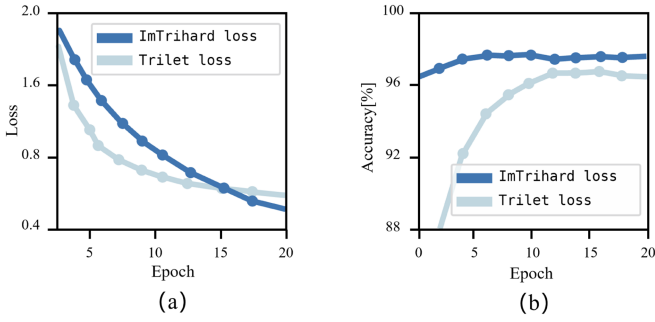 2.0
1.6
0.8
0.4
Loss
ImTrihard loss
Trilet loss
5
10
15
20
Epoch
(a)
100
96
92
88
Accuracy[%]
ImTrihard loss
Trilet loss
0
5
10
15
20
Epoch
(b)